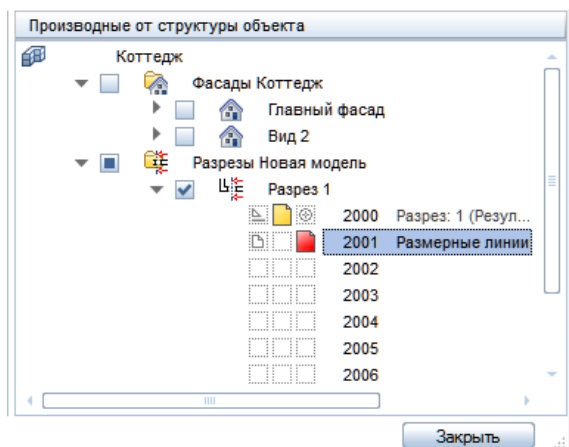 Производные от структуры объекта
Коттедж
Фасады Коттедж
Главный фасад
Вид 2
Разрезы Новая модель
Разрез 1
2000 Разрез: 1 (Резул...
2001 Размерные линии
2002
2003
2004
2005
2006
Закрыть